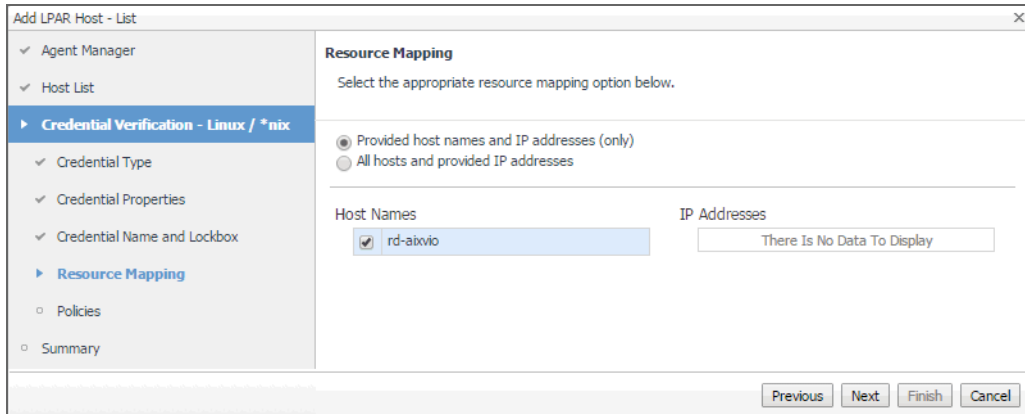 Add LPAR Host - List
Agent Manager
Host List
Credential Verification - Linux / *nix
Credential Type
Credential Properties
Credential Name and Lockbox
Resource Mapping
Policies
Summary
Resource Mapping
Select the appropriate resource mapping option below.
Provided host names and IP addresses (only)
All hosts and provided IP addresses
Host Names
rd-aixvio
IP Addresses
There Is No Data To Display
Previous
Next
Finish
Cancel